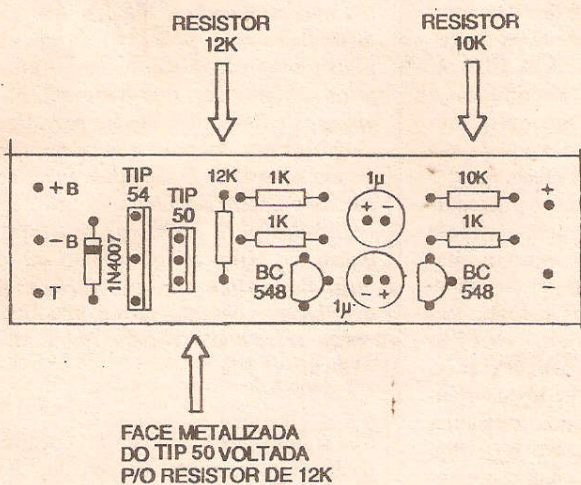 RESISTOR
12K
RESISTOR
10K
+B
TIP
54
TIP
50
12K
1K
1µ
+ −
10K
+
−B
1N4007
1K
1K
T
BC
548
− +
1µ
BC
548
−
FACE METALIZADA
DO TIP 50 VOLTADA
P/O RESISTOR DE 12K